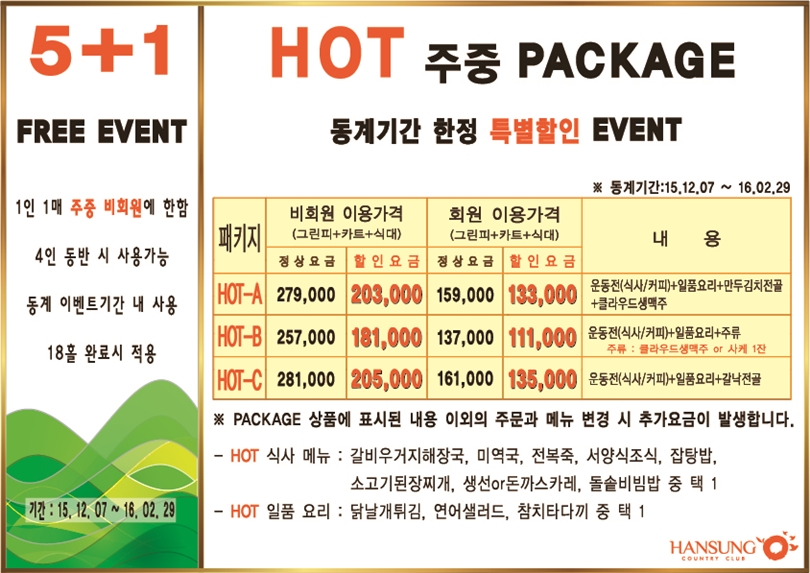 5+1
FREE EVENT
1인 1매 주중 비회원에 한함
4인 동반 시 사용가능
동계 이벤트기간 내 사용
18홀 완료시 적용
기간 : 15. 12. 07 ~ 16. 02. 29
HOT 주중 PACKAGE
동계기간 한정 특별할인 EVENT
※ 동계기간:15.12.07 ~ 16.02.29
패키지 비회원 이용가격 회원 이용가격 내 용
(그린피+카트+식대) (그린피+카트+식대)
정상요금 할인요금 정상요금 할인요금
HOT-A 279,000 203,000 159,000 133,000 운동전(식사/커피)+일품요리+만두김치전골
+클라우드생맥주
HOT-B 257,000 181,000 137,000 111,000 운동전(식사/커피)+일품요리+주류
주류 : 클라우드생맥주 or 사케 1잔
HOT-C 281,000 205,000 161,000 135,000 운동전(식사/커피)+일품요리+갈낙전골
※ PACKAGE 상품에 표시된 내용 이외의 주문과 메뉴 변경 시 추가요금이 발생합니다.
- HOT 식사 메뉴 : 갈비우거지해장국, 미역국, 전복죽, 서양식조식, 잡탕밥,
소고기된장찌개, 생선or돈까스카레, 돌솥비빔밥 중 택 1
- HOT 일품 요리 : 닭날개튀김, 연어샐러드, 참치타다끼 중 택 1
HANSUNG
COUNTRY CLUB